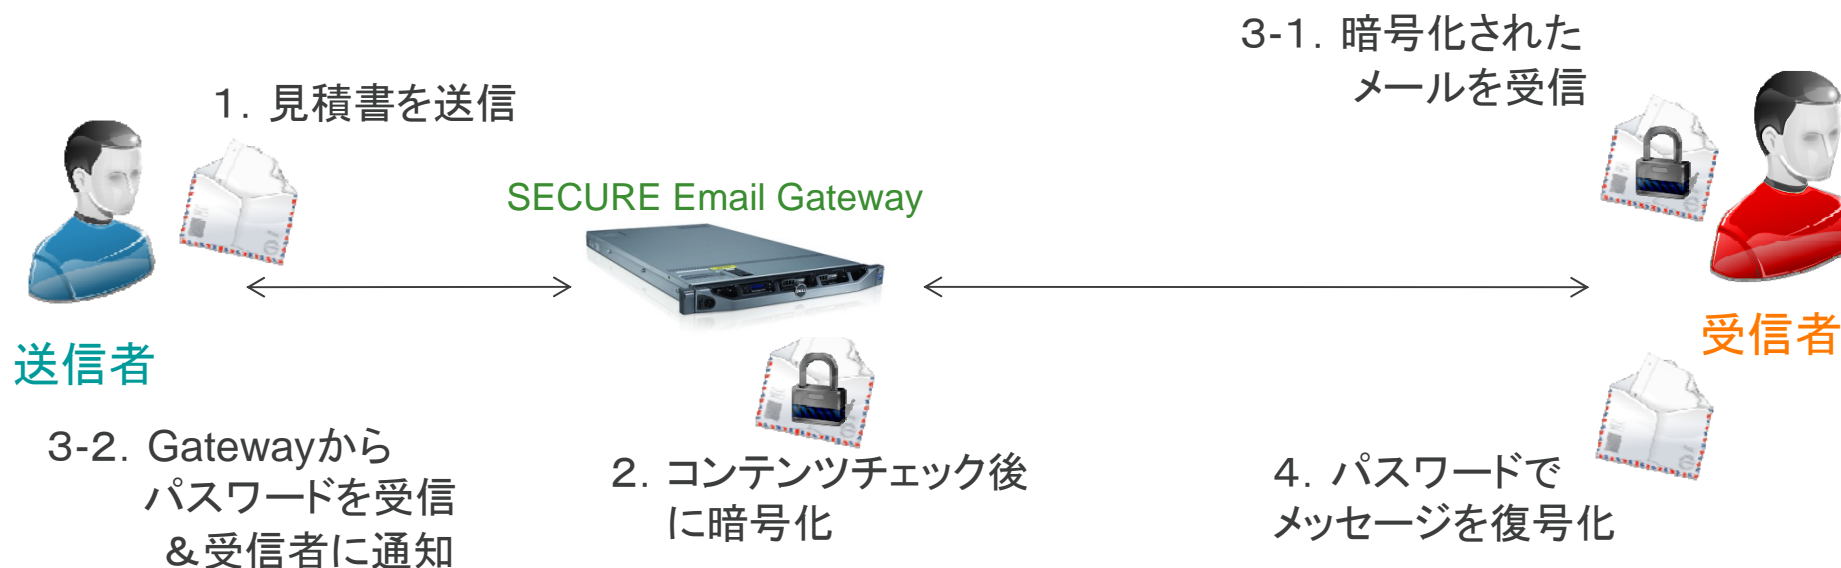 1. 見積書を送信
3-1. 暗号化された
メールを受信
SECURE Email Gateway
送信者
受信者
2. コンテンツチェック後
に暗号化
3-2. Gatewayから
パスワードを受信
&受信者に通知
4. パスワードで
メッセージを復号化